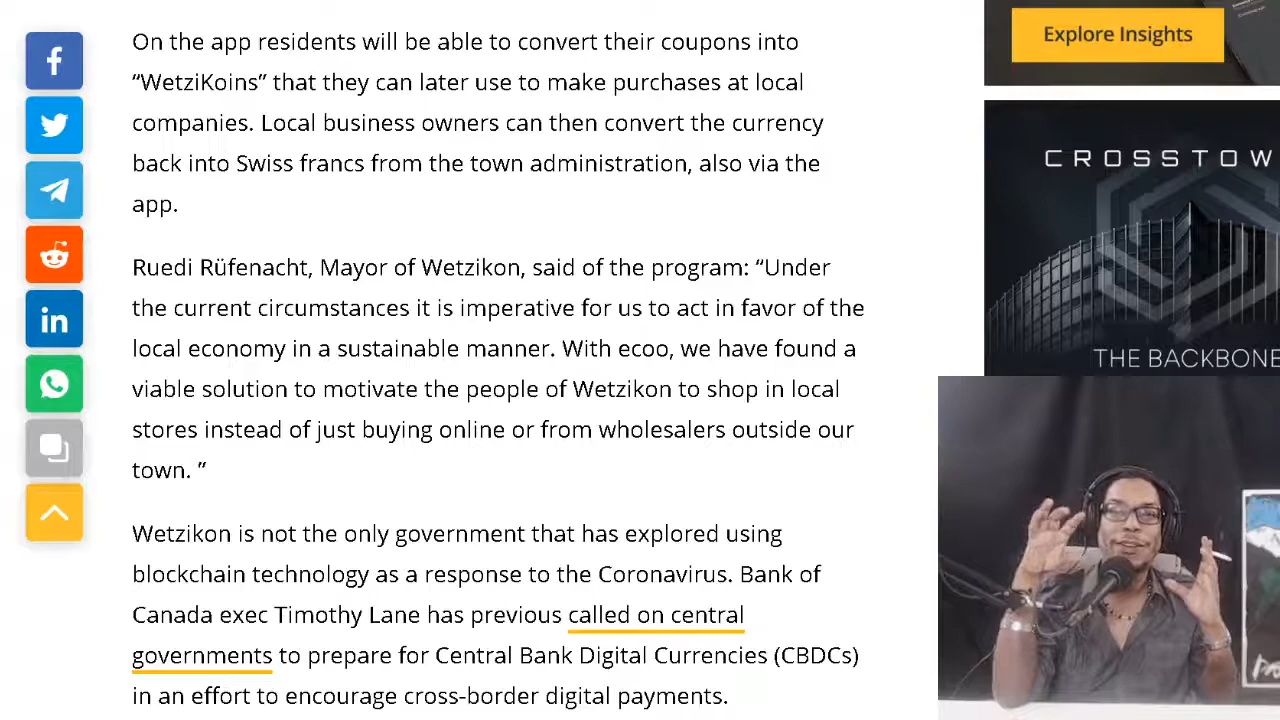 On the app residents will be able to convert their coupons into
“WetziKoins” that they can later use to make purchases at local
companies. Local business owners can then convert the currency
back into Swiss francs from the town administration, also via the
app.
Ruedi Rüfenacht, Mayor of Wetzikon, said of the program: “Under
the current circumstances it is imperative for us to act in favor of the
local economy in a sustainable manner. With ecoo, we have found a
viable solution to motivate the people of Wetzikon to shop in local
stores instead of just buying online or from wholesalers outside our
town. ”
Wetzikon is not the only government that has explored using
blockchain technology as a response to the Coronavirus. Bank of
Canada exec Timothy Lane has previous called on central
governments to prepare for Central Bank Digital Currencies (CBDCs)
in an effort to encourage cross-border digital payments.
Explore Insights
CROSSTOW
THE BACKBONE